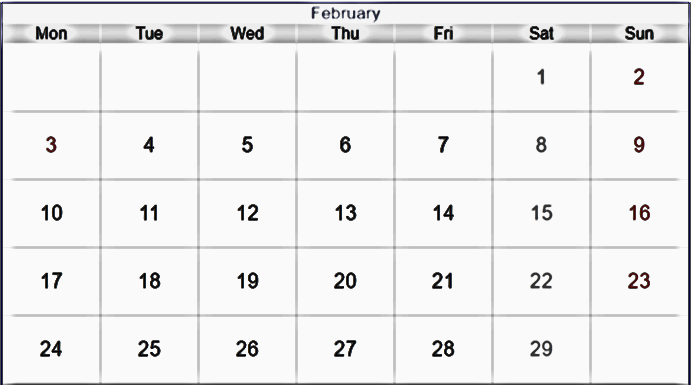 February
Mon Tue Wed Thu Fri Sat Sun
1 2
3 4 5 6 7 8 9
10 11 12 13 14 15 16
17 18 19 20 21 22 23
24 25 26 27 28 29